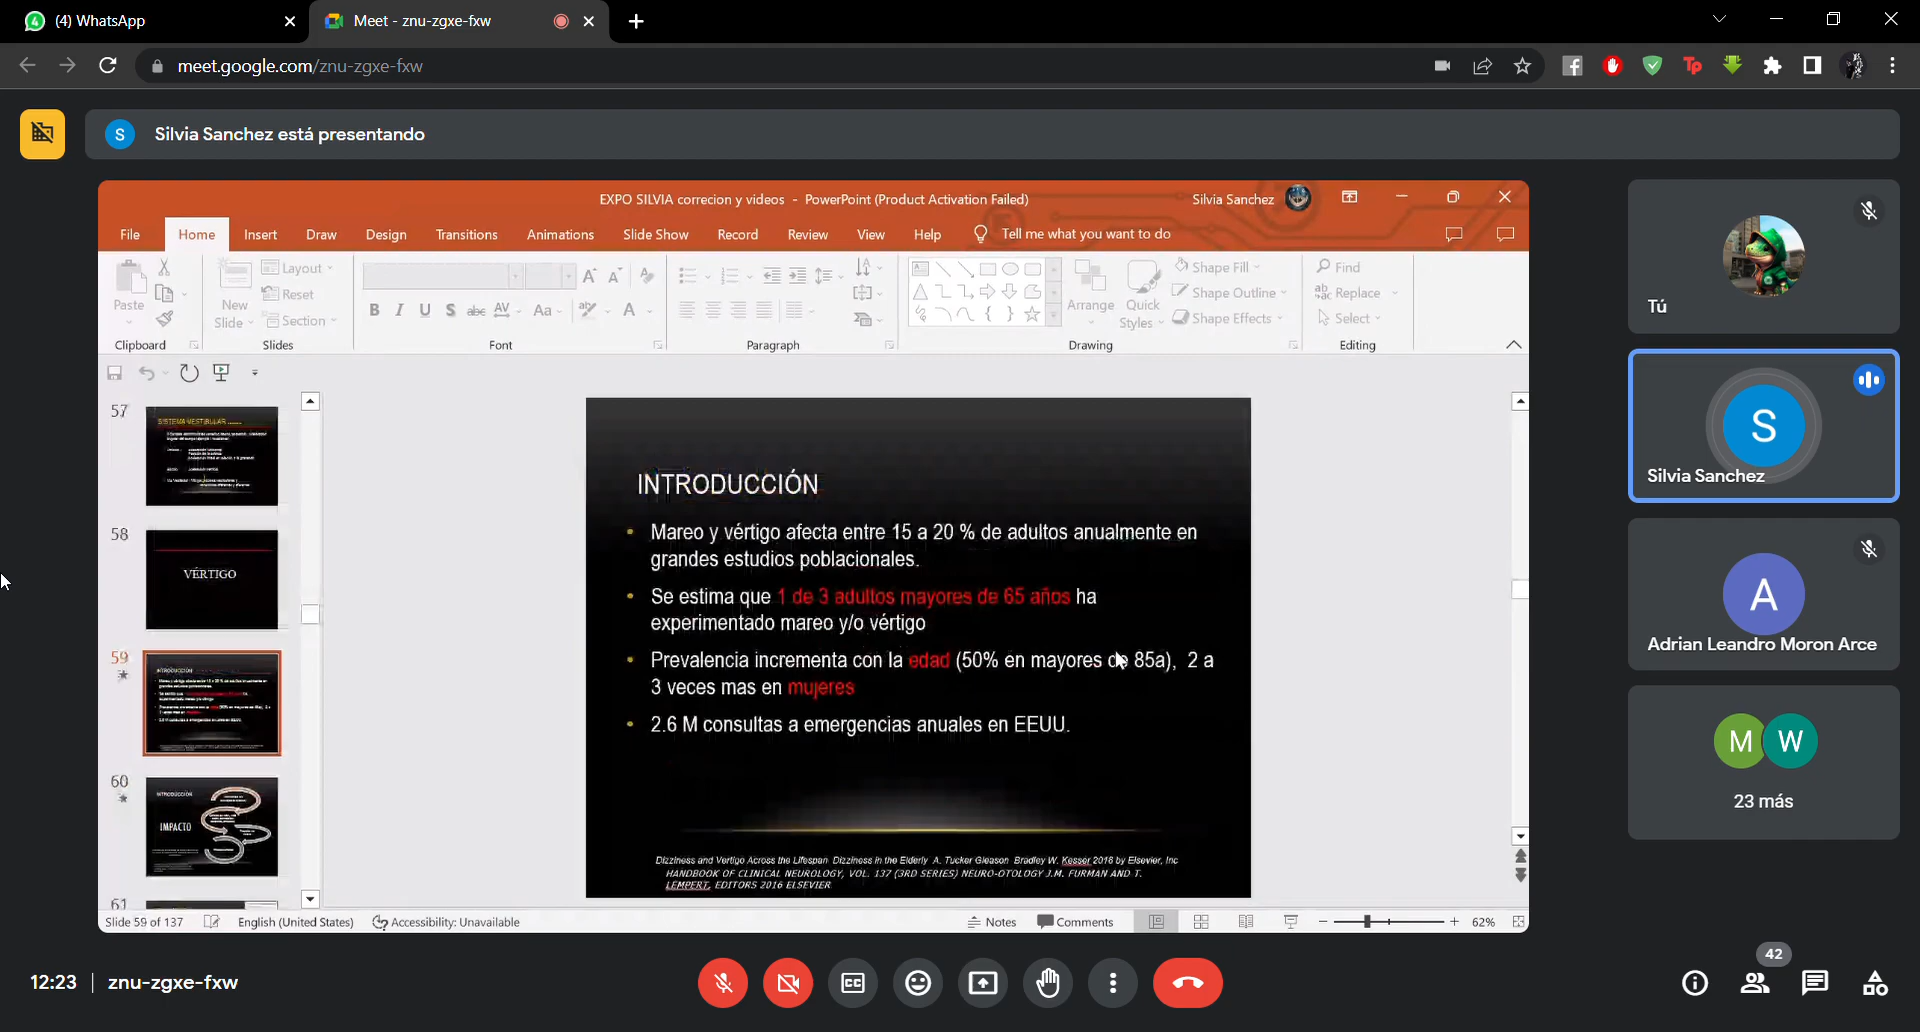 (4) WhatsApp
Meet - znu-zgxe-fxw
meet.google.com/znu-zgxe-fxw
S
Silvia Sanchez está presentando
EXPO SILVIA correcion y videos - PowerPoint (Product Activation Failed)
Silvia Sanchez
File Home Insert Draw Design Transitions Animations Slide Show Record Review View Help Tell me what you want to do
Paste
New
Slide
Layout
Reset
Section
B I U S abc AV Aa A
Arrange
Quick
Styles
Shape Fill
Shape Outline
Shape Effects
Find
Replace
Select
Clipboard Slides Font Paragraph Drawing Editing
57
SISTEMA VESTIBULAR
58
VÉRTIGO
59
INTRODUCCIÓN
60
INTRODUCCIÓN
IMPACTO
61
INTRODUCCIÓN
• Mareo y vértigo afecta entre 15 a 20 % de adultos anualmente en
grandes estudios poblacionales.
• Se estima que 1 de 3 adultos mayores de 65 años ha
experimentado mareo y/o vértigo
• Prevalencia incrementa con la edad (50% en mayores de 85a), 2 a
3 veces mas en mujeres
• 2.6 M consultas a emergencias anuales en EEUU.
Dizziness and Vertigo Across the Lifespan Dizziness in the Elderly A. Tucker Gleason Bradley W. Kesser 2016 by Elsevier, Inc
HANDBOOK OF CLINICAL NEUROLOGY, VOL. 137 (3RD SERIES) NEURO-OTOLOGY J.M. FURMAN AND T.
LEMPERT, EDITORS 2016 ELSEVIER
Slide 59 of 137 English (United States) Accessibility: Unavailable Notes Comments 62%
Tú
S
Silvia Sanchez
A
Adrian Leandro Moron Arce
M W
23 más
12:23 | znu-zgxe-fxw
42